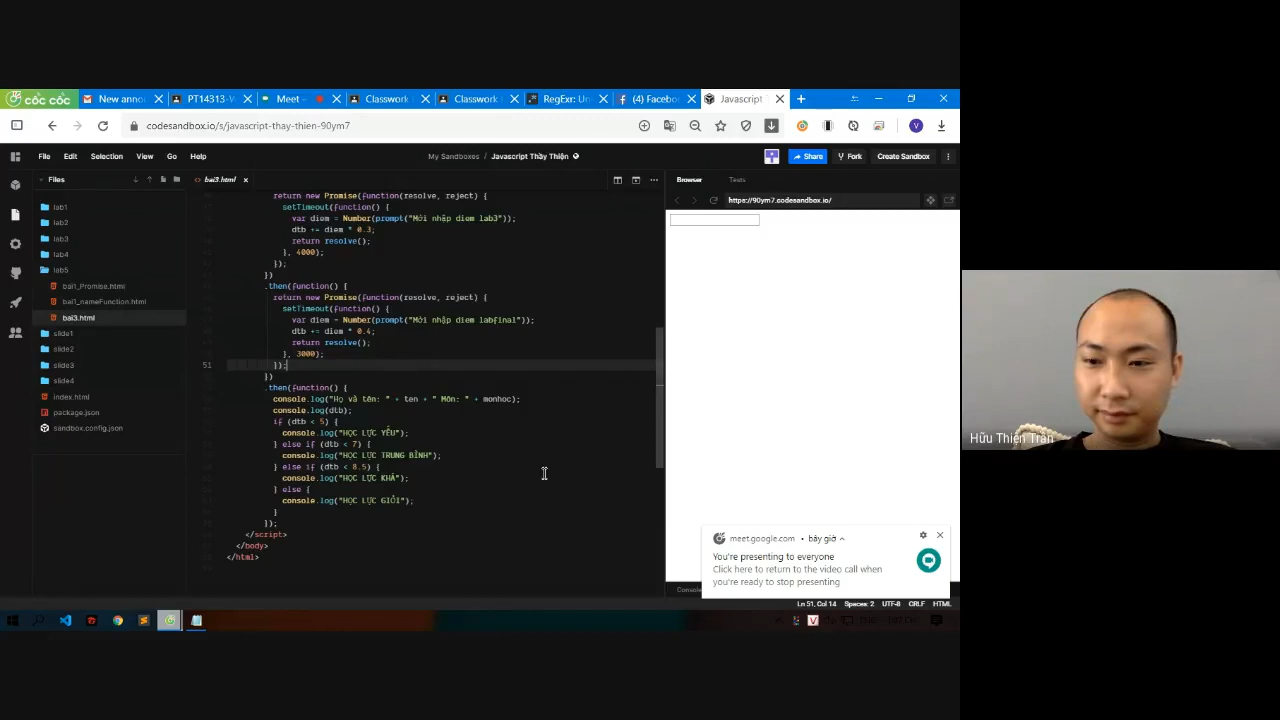 cốc cốc
New anno
PT14313-W
Meet -
Classwork
Classwork
RegExr: Un
(4) Facebo
Javascript
codesandbox.io/s/javascript-thay-thien-90ym7
V
File Edit Selection View Go Help
My Sandboxes / Javascript Thầy Thiện
Share
Fork
Create Sandbox
Files
bai3.html
Browser
Tests
https://90ym7.codesandbox.io/
lab1
lab2
lab3
lab4
lab5
bai1_Promise.html
bai1_nameFunction.html
bai3.html
slide1
slide2
slide3
slide4
index.html
package.json
sandbox.config.json
return new Promise(function(resolve, reject) {
setTimeout(function() {
var diem = Number(prompt("Mời nhập diem lab3"));
dtb += diem * 0.3;
return resolve();
}, 4000);
});
})
.then(function() {
return new Promise(function(resolve, reject) {
setTimeout(function() {
var diem = Number(prompt("Mời nhập diem labfinal"));
dtb += diem * 0.4;
return resolve();
}, 3000);
51 });
})
.then(function() {
console.log("Họ và tên: " + ten + " Môn: " + monhoc);
console.log(dtb);
if (dtb < 5) {
console.log("HỌC LỰC YẾU");
} else if (dtb < 7) {
console.log("HỌC LỰC TRUNG BÌNH");
} else if (dtb < 8.5) {
console.log("HỌC LỰC KHÁ");
} else {
console.log("HỌC LỰC GIỎI");
}
});
</script>
</body>
</html>
Hữu Thiện Trần
meet.google.com • bây giờ
You're presenting to everyone
Click here to return to the video call when
you're ready to stop presenting
Console
Ln 51, Col 14 Spaces: 2 UTF-8 CRLF HTML
V